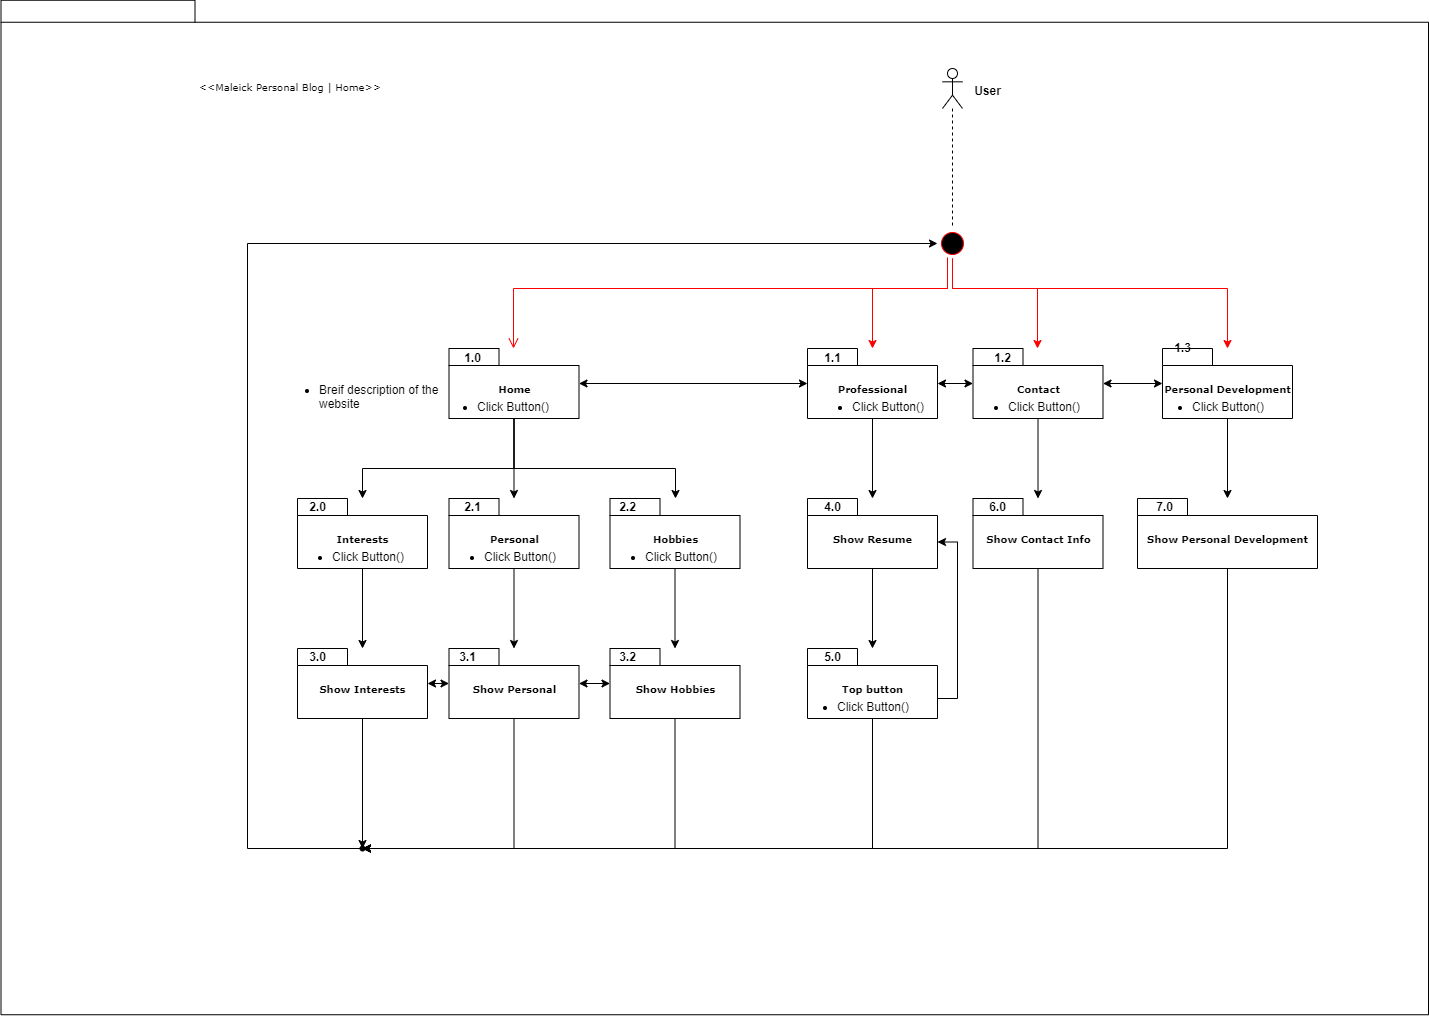 <<Maleick Personal Blog | Home>>
User
1.0
1.1
1.2
1.3
Breif description of the
website
Home
Click Button()
Professional
Click Button()
Contact
Click Button()
Personal Development
Click Button()
2.0
2.1
2.2
4.0
6.0
7.0
Interests
Click Button()
Personal
Click Button()
Hobbies
Click Button()
Show Resume
Show Contact Info
Show Personal Development
3.0
3.1
3.2
5.0
Show Interests
Show Personal
Show Hobbies
Top button
Click Button()